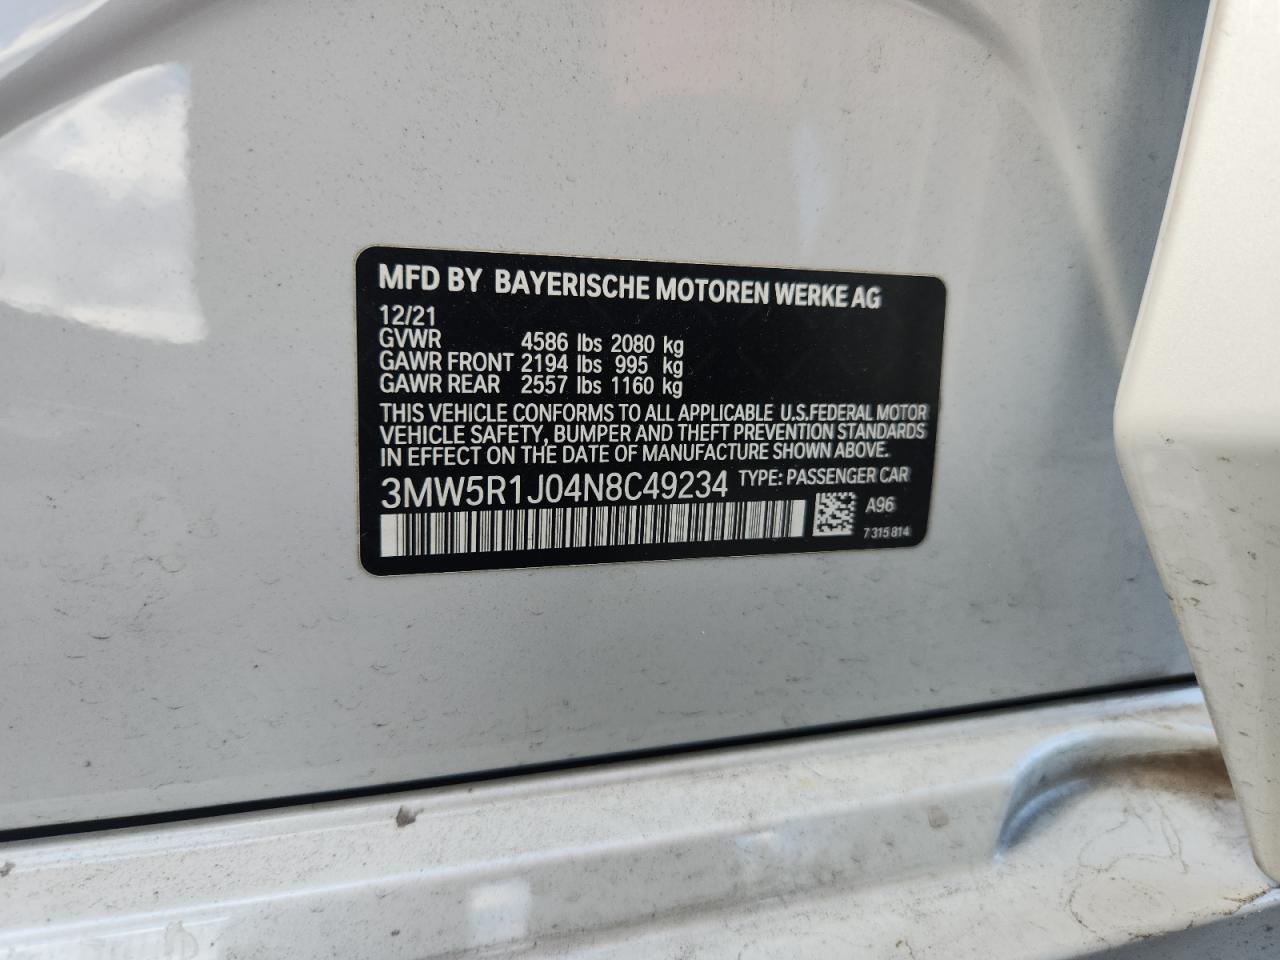 MFD BY BAYERISCHE MOTOREN WERKE AG
12/21
GVWR 4586 lbs 2080 kg
GAWR FRONT 2194 lbs 995 kg
GAWR REAR 2557 lbs 1160 kg
THIS VEHICLE CONFORMS TO ALL APPLICABLE U.S.FEDERAL MOTOR
VEHICLE SAFETY, BUMPER AND THEFT PREVENTION STANDARDS
IN EFFECT ON THE DATE OF MANUFACTURE SHOWN ABOVE.
3MW5R1J04N8C49234 TYPE: PASSENGER CAR
A96
7 315 814